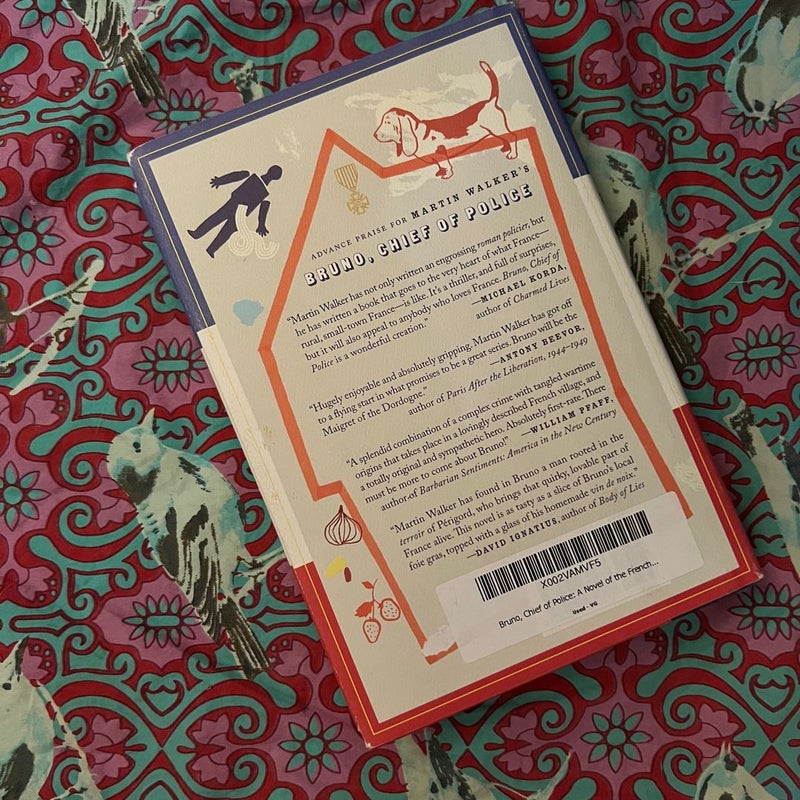 ADVANCE PRAISE FOR MARTIN WALKER'S
BRUNO, CHIEF OF POLICE
"Martin Walker has not only written an engrossing roman policier, but
he has written a book that goes to the very heart of what France—
rural, small-town France—is like. It's a thriller, and full of surprises,
but it will also appeal to anybody who loves France. Bruno, Chief of
Police is a wonderful creation."
—MICHAEL KORDA,
author of Charmed Lives
"Hugely enjoyable and absolutely gripping. Martin Walker has got off
to a flying start in what promises to be a great series. Bruno will be the
Maigret of the Dordogne."
—ANTONY BEEVOR,
author of Paris After the Liberation, 1944–1949
"A splendid combination of a complex crime with tangled wartime
origins that takes place in a lovingly described French village, and
a totally original and sympathetic hero. Absolutely first-rate. There
must be more to come about Bruno!"
—WILLIAM PFAFF,
author of Barbarian Sentiments: America in the New Century
"Martin Walker has found in Bruno a man rooted in the
terroir of Périgord, who brings that quirky, lovable part of
France alive. This novel is as tasty as a slice of Bruno's local
foie gras, topped with a glass of his homemade vin de noix."
—DAVID IGNATIUS, author of Body of Lies
X002VAMVF5
Bruno, Chief of Police: A Novel of the French...
Used - VG